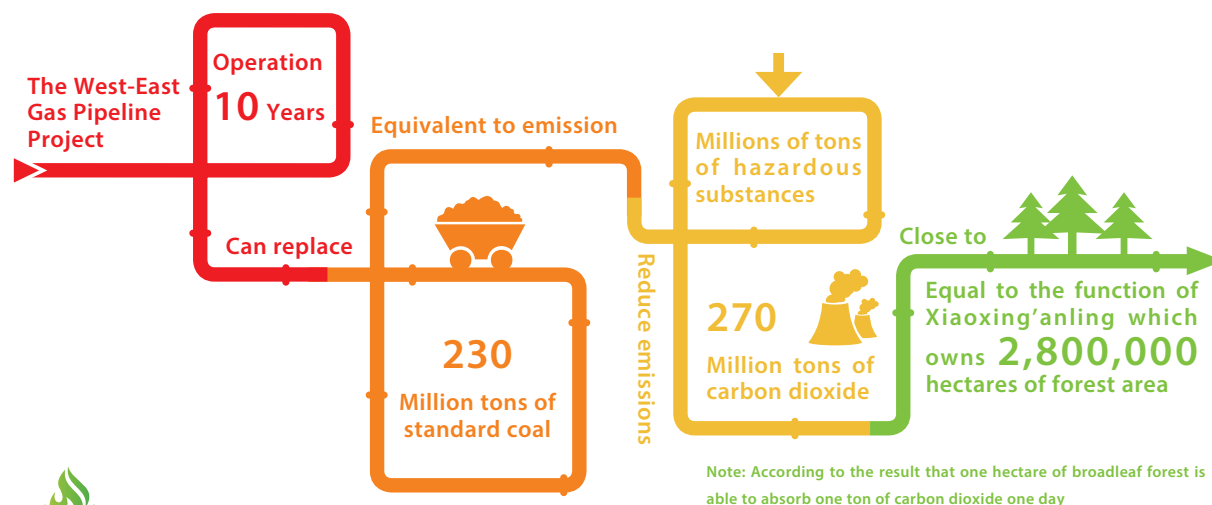 The West-East
Gas Pipeline
Project
Operation
10 Years
Can replace
Equivalent to emission
230
Million tons of
standard coal
Reduce emissions
Millions of tons
of hazardous
substances
270
Million tons of
carbon dioxide
Close to
Equal to the function of
Xiaoxing'anling which
owns 2,800,000
hectares of forest area
Note: According to the result that one hectare of broadleaf forest is
able to absorb one ton of carbon dioxide one day